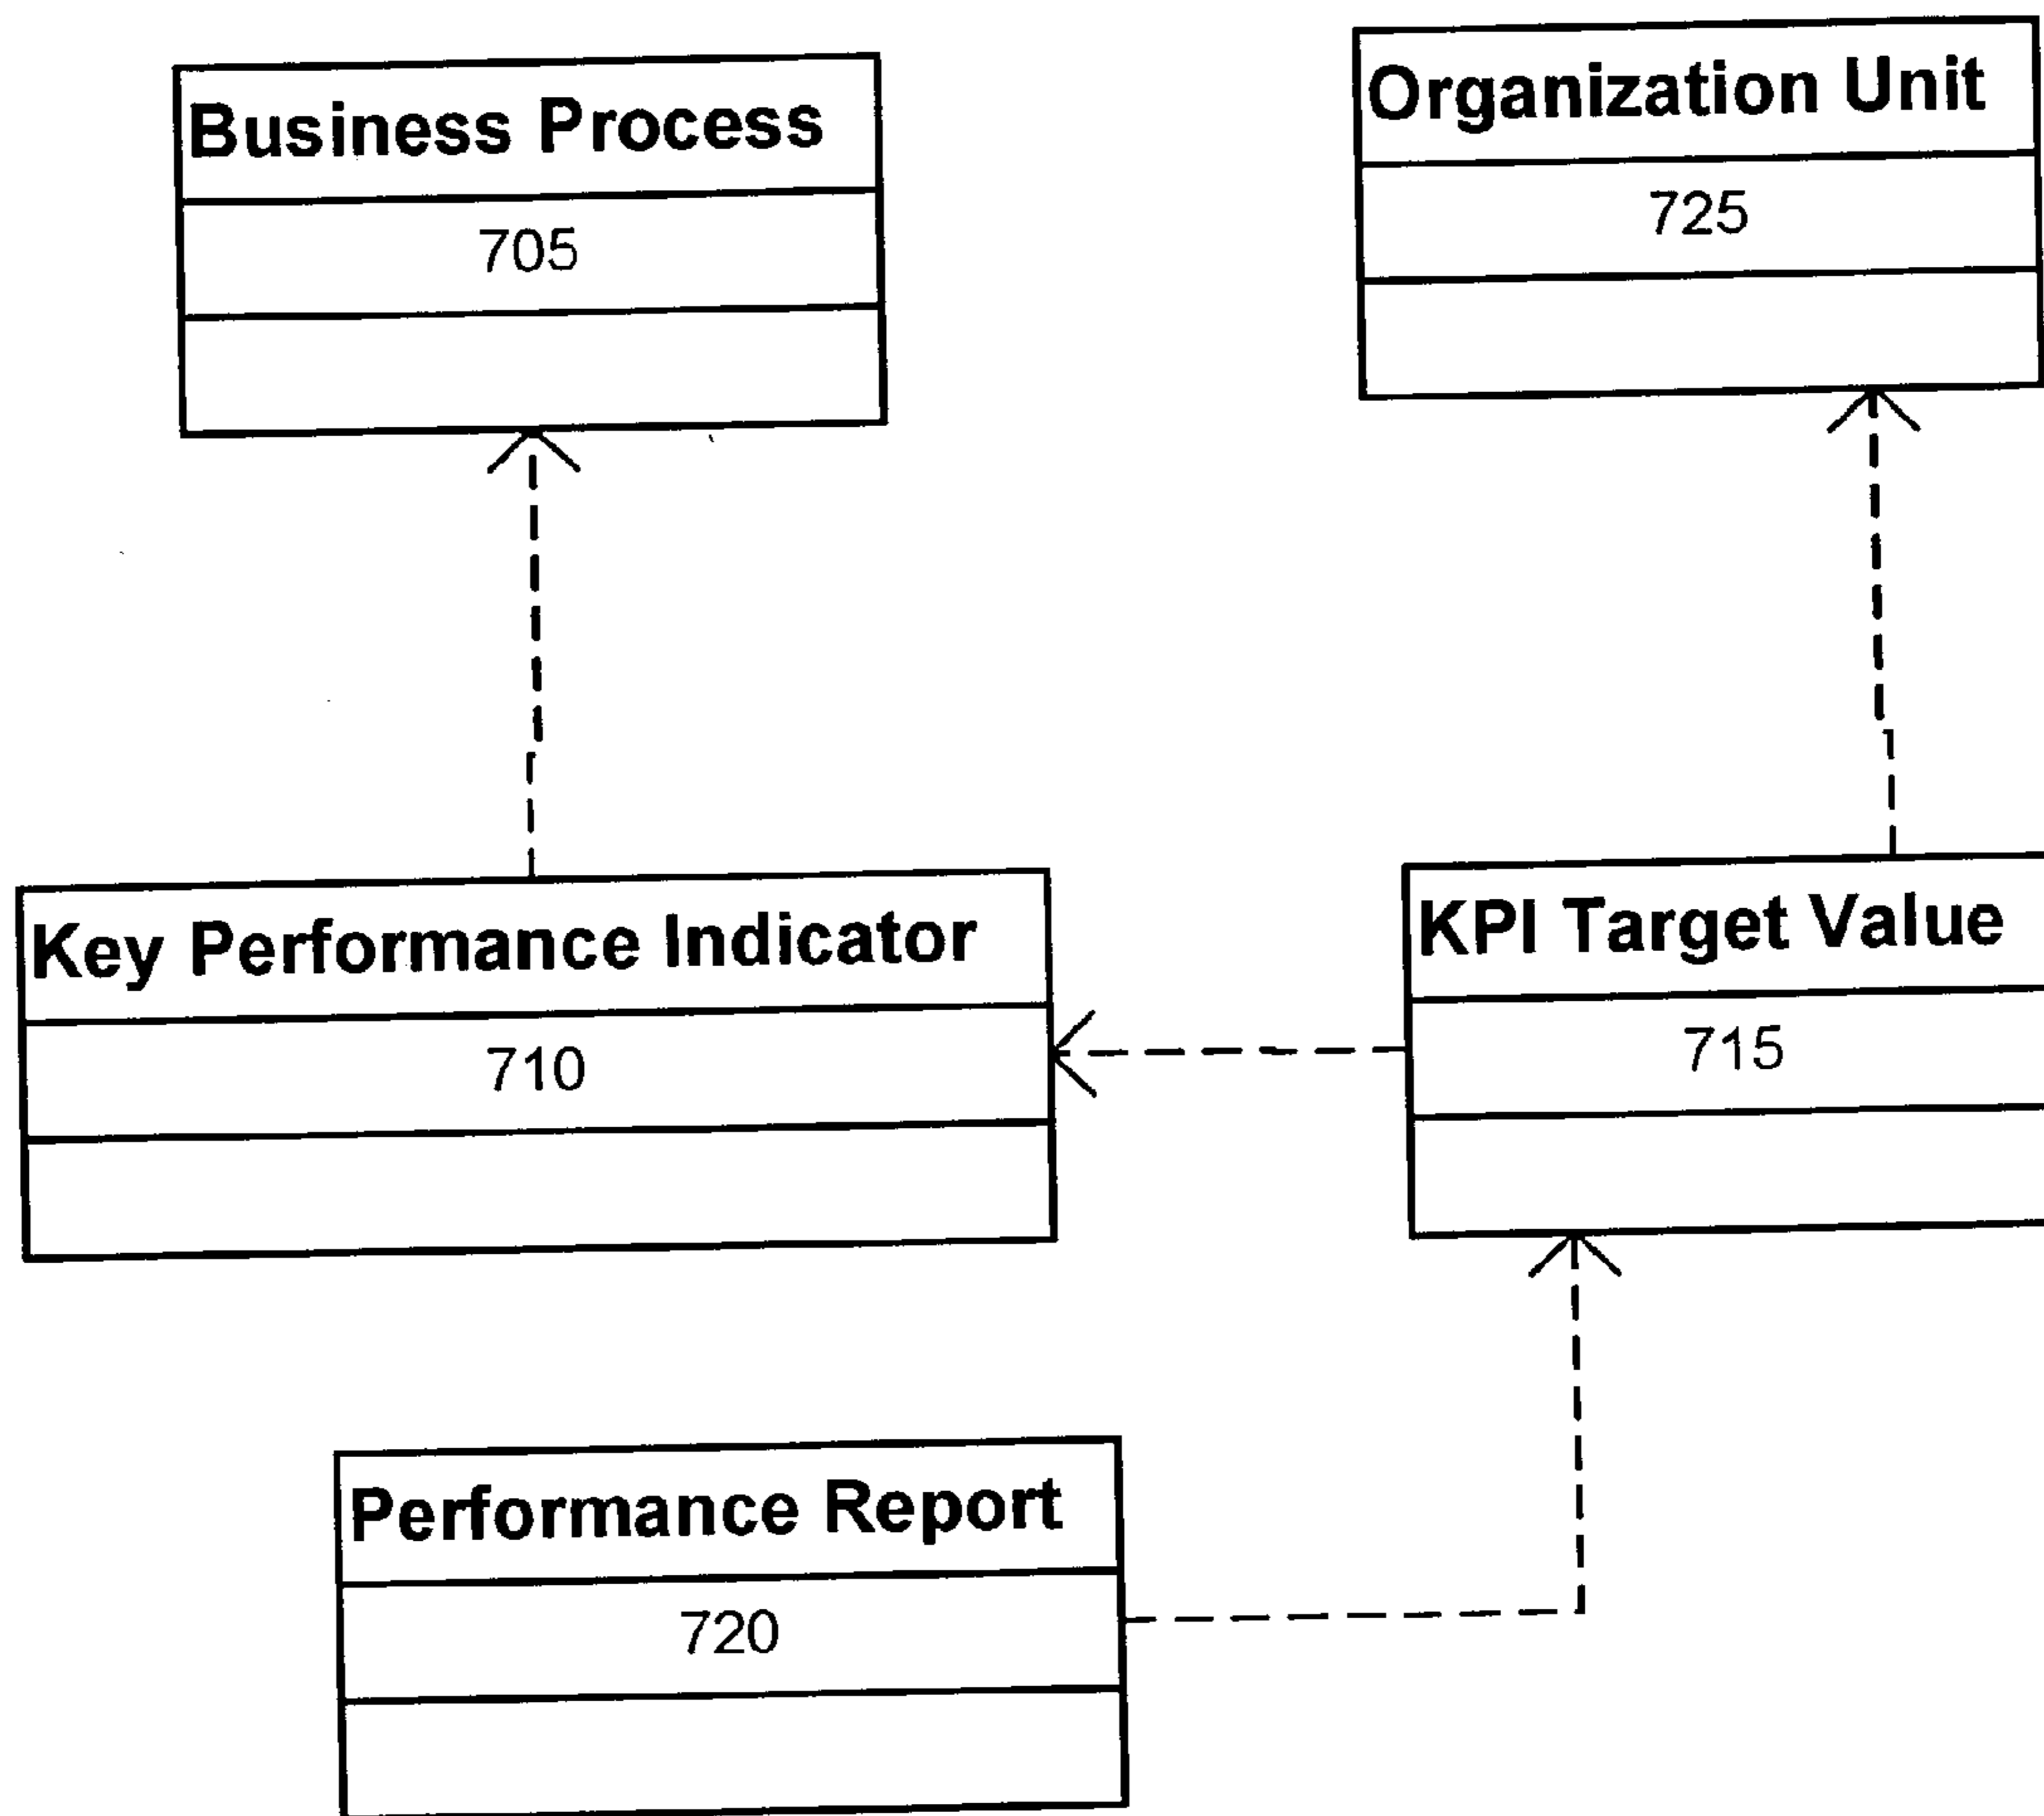 Business Process
705
Organization Unit
725
Key Performance Indicator
710
KPI Target Value
715
Performance Report
720